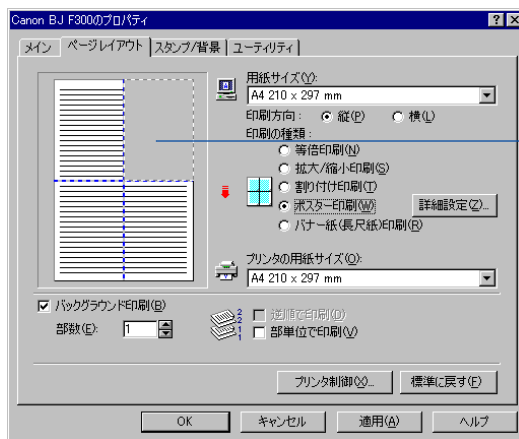 Canon BJ F300のプロパティ
メイン ページレイアウト スタンプ/背景 ユーティリティ
用紙サイズ(Y):
A4 210 x 297 mm
印刷方向: 縦(P) 横(L)
印刷の種類:
等倍印刷(N)
拡大/縮小印刷(S)
割り付け印刷(T)
ポスター印刷(W) 詳細設定(Z)...
バナー紙(長尺紙)印刷(R)
プリンタの用紙サイズ(O):
A4 210 x 297 mm
バックグラウンド印刷(B)
部数(E): 1
2 2 1 1
逆順で印刷(O)
部単位で印刷(V)
プリンタ制御(X)... 標準に戻す(F)
OK キャンセル 適用(A) ヘルプ